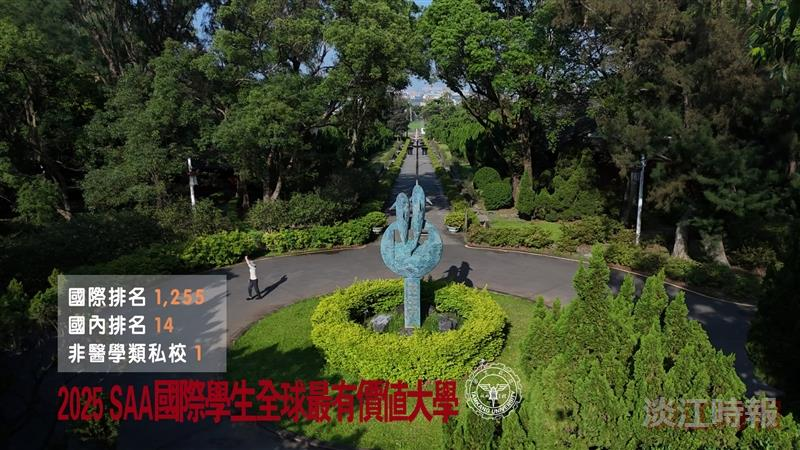 國際排名 1,255
國內排名 14
非醫學類私校 1
2025 SAA國際學生全球最有價值大學
TAMKANG UNIVERSITY
淡江時報